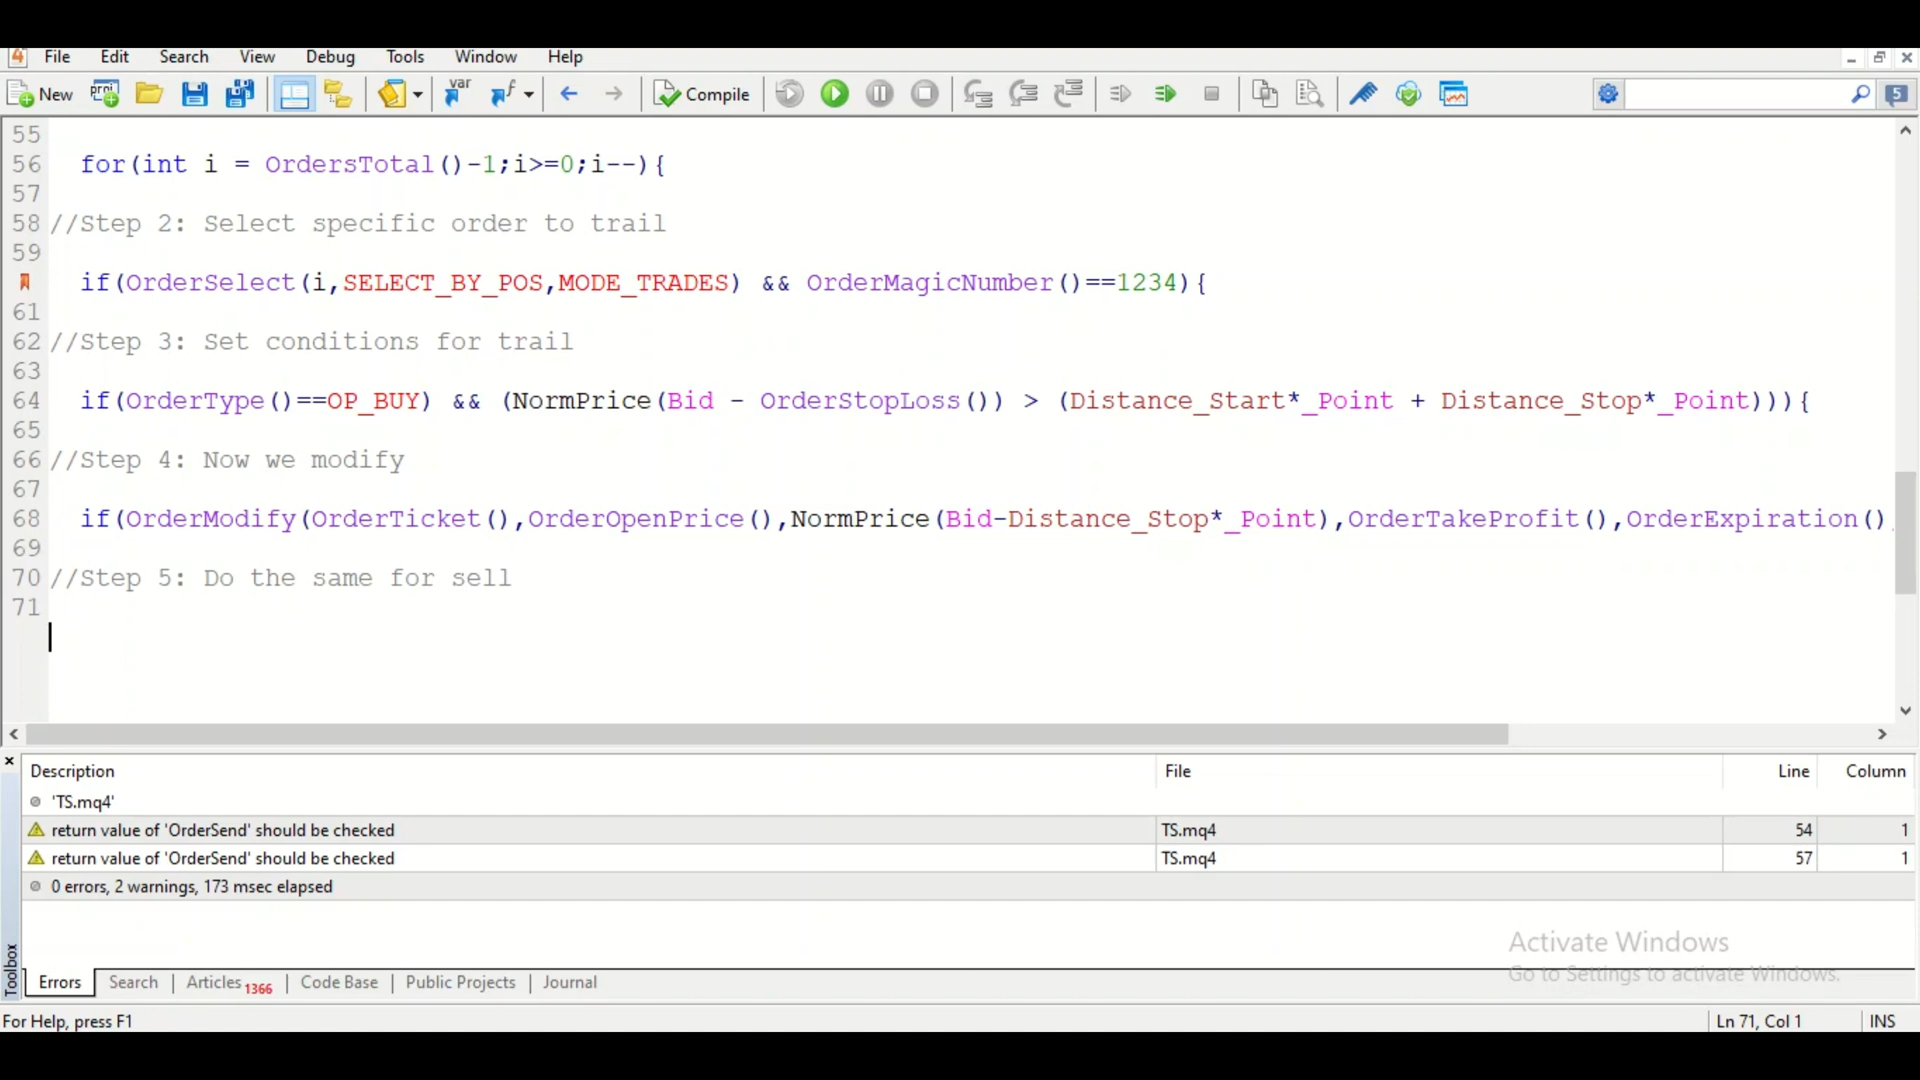 File Edit Search View Debug Tools Window Help
New proj var f Compile 5
55
56 for(int i = OrdersTotal()-1;i>=0;i--){
57
58 //Step 2: Select specific order to trail
59
if(OrderSelect(i,SELECT_BY_POS,MODE_TRADES) && OrderMagicNumber()==1234){
61
62 //Step 3: Set conditions for trail
63
64 if(OrderType()==OP_BUY) && (NormPrice(Bid - OrderStopLoss()) > (Distance_Start*_Point + Distance_Stop*_Point))){
65
66 //Step 4: Now we modify
67
68 if(OrderModify(OrderTicket(),OrderOpenPrice(),NormPrice(Bid-Distance_Stop*_Point),OrderTakeProfit(),OrderExpiration()
69
70 //Step 5: Do the same for sell
71
Description File Line Column
'TS.mq4'
return value of 'OrderSend' should be checked TS.mq4 54 1
return value of 'OrderSend' should be checked TS.mq4 57 1
0 errors, 2 warnings, 173 msec elapsed
Activate Windows
Go to Settings to activate Windows.
Toolbox
Errors Search Articles 1366 Code Base Public Projects Journal
For Help, press F1 Ln 71, Col 1 INS